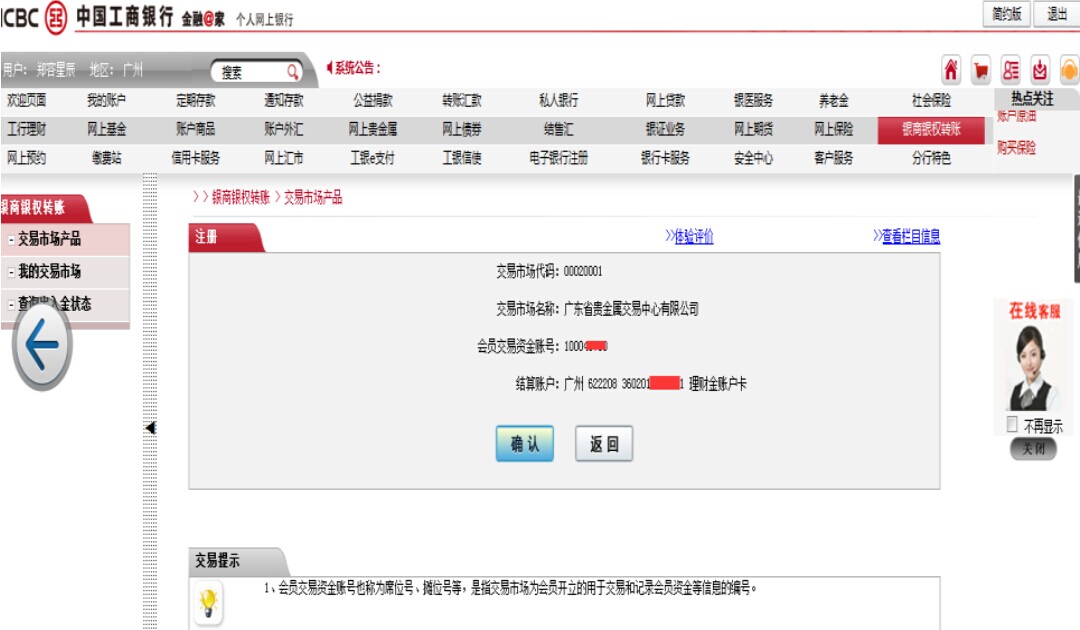 ICBC 中国工商银行 金融@家 个人网上银行
简约版 退出
用户: 郑容星辰 地区: 广州
搜索
系统公告:
欢迎页面 我的账户 定期存款 通知存款 公益捐款 转账汇款 私人银行 网上贷款 银医服务 养老金 社会保险
热点关注
工行理财 网上基金 账户商品 账户外汇 网上贵金属 网上债券 结售汇 银证业务 网上期货 网上保险 银商银权转账
账户原油
网上预约 缴费站 信用卡服务 网上汇市 工银e支付 工银信使 电子银行注册 银行卡服务 安全中心 客户服务 分行特色
购买保险
银商银权转账
- 交易市场产品
- 我的交易市场
- 查询出入金状态
>> 银商银权转账 > 交易市场产品
注册
>>体验评价
>>查看栏目信息
交易市场代码: 00020001
交易市场名称: 广东省贵金属交易中心有限公司
会员交易资金账号: 10004
结算账户: 广州 622208 360201 1 理财金账户卡
确认 返回
在线客服
不再显示
关闭
交易提示
1、会员交易资金账号也称为席位号、摊位号等，是指交易市场为会员开立的用于交易和记录会员资金等信息的编号。